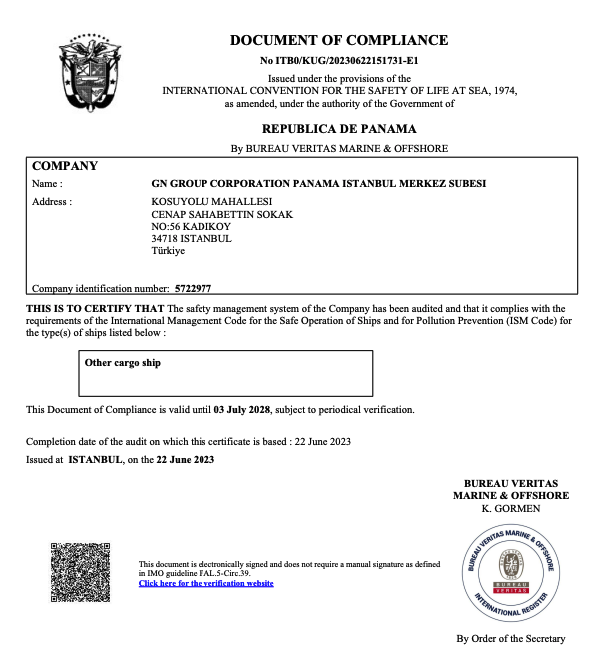 DOCUMENT OF COMPLIANCE
No ITB0/KUG/20230622151731-E1
Issued under the provisions of the
INTERNATIONAL CONVENTION FOR THE SAFETY OF LIFE AT SEA, 1974,
as amended, under the authority of the Government of
REPUBLICA DE PANAMA
By BUREAU VERITAS MARINE & OFFSHORE
COMPANY
Name : GN GROUP CORPORATION PANAMA ISTANBUL MERKEZ SUBESI
Address : KOSUYOLU MAHALLESI
CENAP SAHABETTIN SOKAK
NO:56 KADIKOY
34718 ISTANBUL
Türkiye
Company identification number: 5722977
THIS IS TO CERTIFY THAT The safety management system of the Company has been audited and that it complies with the
requirements of the International Management Code for the Safe Operation of Ships and for Pollution Prevention (ISM Code) for
the type(s) of ships listed below :
Other cargo ship
This Document of Compliance is valid until 03 July 2028, subject to periodical verification.
Completion date of the audit on which this certificate is based : 22 June 2023
Issued at ISTANBUL, on the 22 June 2023
BUREAU VERITAS
MARINE & OFFSHORE
K. GORMEN
BUREAU VERITAS MARINE & OFFSHORE
BUREAU
VERITAS
INTERNATIONAL REGISTER
This document is electronically signed and does not require a manual signature as defined
in IMO guideline FAL.5-Circ.39.
Click here for the verification website
By Order of the Secretary